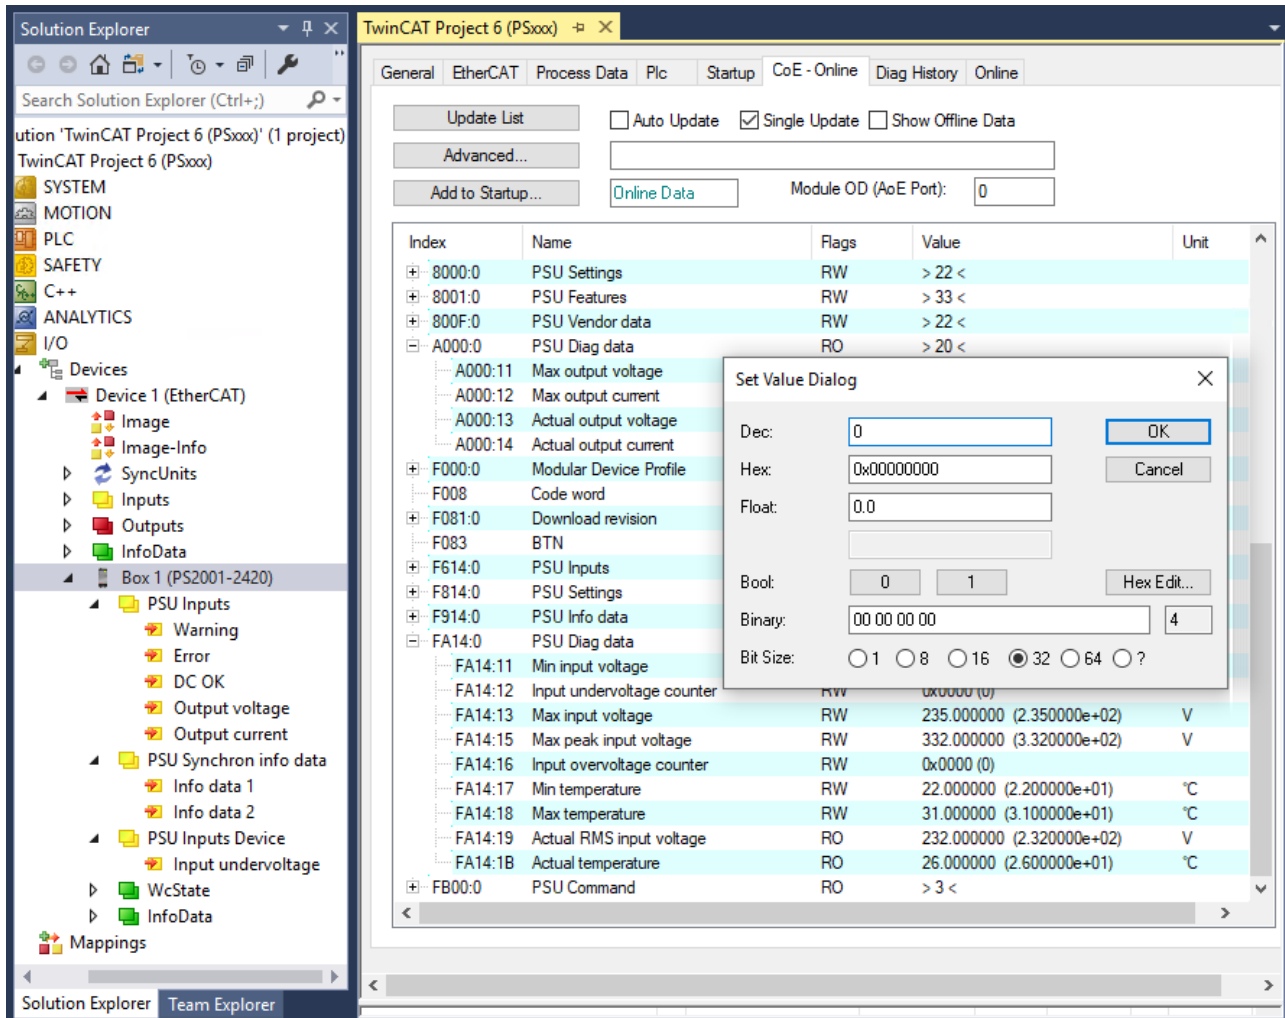 Solution Explorer
Search Solution Explorer (Ctrl+;)
ution 'TwinCAT Project 6 (PSxxx)' (1 project)
TwinCAT Project 6 (PSxxx)
SYSTEM
MOTION
PLC
SAFETY
C++
ANALYTICS
I/O
Devices
Device 1 (EtherCAT)
Image
Image-Info
SyncUnits
Inputs
Outputs
InfoData
Box 1 (PS2001-2420)
PSU Inputs
Warning
Error
DC OK
Output voltage
Output current
PSU Synchron info data
Info data 1
Info data 2
PSU Inputs Device
Input undervoltage
WcState
InfoData
Mappings
Solution Explorer Team Explorer
TwinCAT Project 6 (PSxxx)
General EtherCAT Process Data Plc Startup CoE - Online Diag History Online
Update List Auto Update Single Update Show Offline Data
Advanced...
Add to Startup... Online Data Module OD (AoE Port): 0
Index Name Flags Value Unit
8000:0 PSU Settings RW > 22 <
8001:0 PSU Features RW > 33 <
800F:0 PSU Vendor data RW > 22 <
A000:0 PSU Diag data RO > 20 <
A000:11 Max output voltage
A000:12 Max output current
A000:13 Actual output voltage
A000:14 Actual output current
F000:0 Modular Device Profile
F008 Code word
F081:0 Download revision
F083 BTN
F614:0 PSU Inputs
F814:0 PSU Settings
F914:0 PSU Info data
FA14:0 PSU Diag data
FA14:11 Min input voltage
FA14:12 Input undervoltage counter RW 0x0000 (0)
FA14:13 Max input voltage RW 235.000000 (2.350000e+02) V
FA14:15 Max peak input voltage RW 332.000000 (3.320000e+02) V
FA14:16 Input overvoltage counter RW 0x0000 (0)
FA14:17 Min temperature RW 22.000000 (2.200000e+01) °C
FA14:18 Max temperature RW 31.000000 (3.100000e+01) °C
FA14:19 Actual RMS input voltage RO 232.000000 (2.320000e+02) V
FA14:1B Actual temperature RO 26.000000 (2.600000e+01) °C
FB00:0 PSU Command RO > 3 <
Set Value Dialog
Dec: 0 OK
Hex: 0x00000000 Cancel
Float: 0.0
Bool: 0 1 Hex Edit...
Binary: 00 00 00 00 4
Bit Size: 1 8 16 32 64 ?